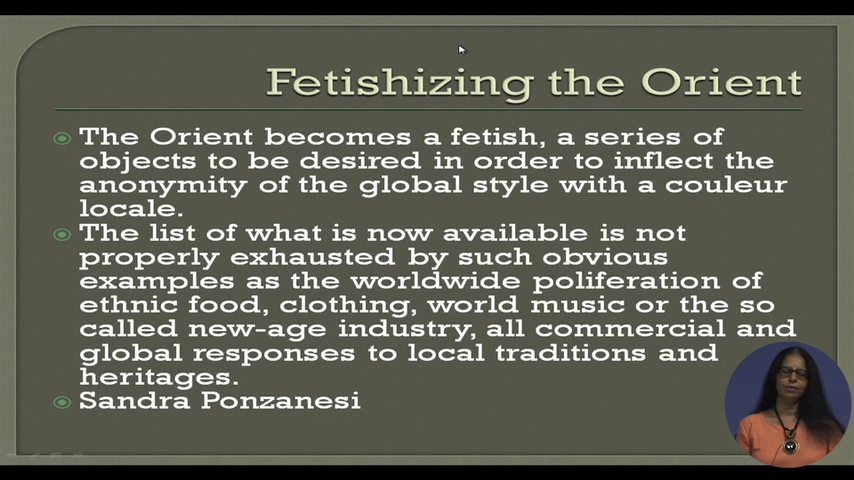 Fetishizing the Orient
The Orient becomes a fetish, a series of
objects to be desired in order to inflect the
anonymity of the global style with a couleur
locale.
The list of what is now available is not
properly exhausted by such obvious
examples as the worldwide poliferation of
ethnic food, clothing, world music or the so
called new-age industry, all commercial and
global responses to local traditions and
heritages.
Sandra Ponzanesi